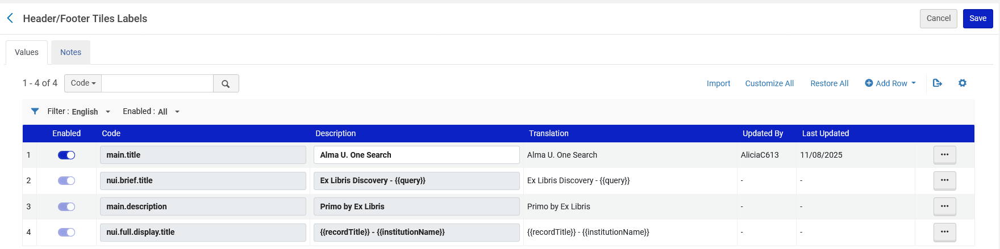 Header/Footer Tiles Labels Cancel Save
Values Notes
1 - 4 of 4 Code Import Customize All Restore All Add Row
Filter : English Enabled : All
Enabled Code Description Translation Updated By Last Updated
1 main.title Alma U. One Search Alma U. One Search AliciaC613 11/08/2025 ...
2 nui.brief.title Ex Libris Discovery - {{query}} Ex Libris Discovery - {{query}} - - ...
3 main.description Primo by Ex Libris Primo by Ex Libris - - ...
4 nui.full.display.title {{recordTitle}} - {{institutionName}} {{recordTitle}} - {{institutionName}} - - ...